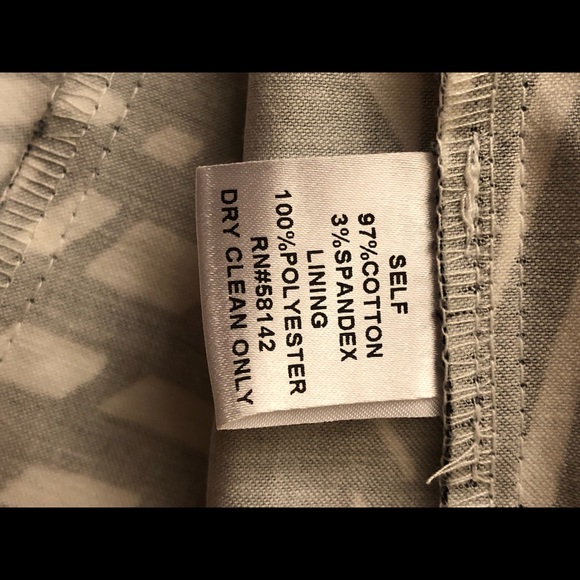 SELF
97%COTTON
3%SPANDEX
LINING
100%POLYESTER
RN#58142
DRY CLEAN ONLY